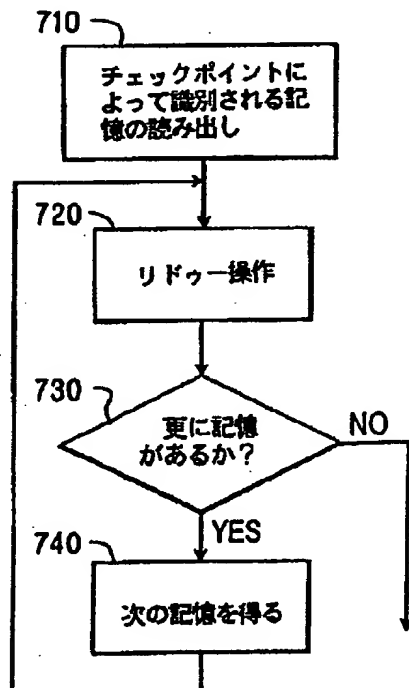 710
チェックポイントに
よって識別される記
憶の読み出し
720
リドゥー操作
730
更に記憶
があるか?
NO
YES
740
次の記憶を得る